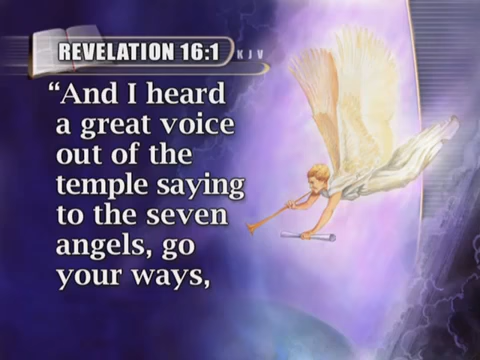 REVELATION 16:1 KJV
“And I heard
a great voice
out of the
temple saying
to the seven
angels, go
your ways,